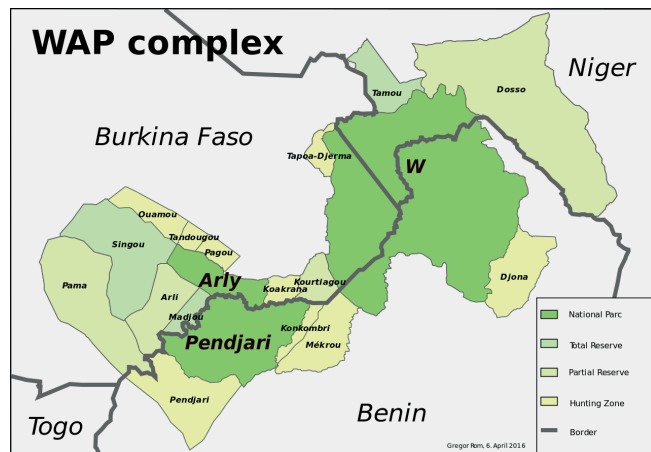 WAP complex
Niger
Tamou
Dosso
Burkina Faso
Tapoa-Djerma
W
Ouamou
Tandougou
Singou
Pagou
Djona
Pama
Arly
Koakrana
Kourtiagou
Arli
Madjou
Konkombri
Pendjari
Mékrou
Pendjari
Togo
Benin
National Parc
Total Reserve
Partial Reserve
Hunting Zone
Border
Gregor Rom, 6. April 2016